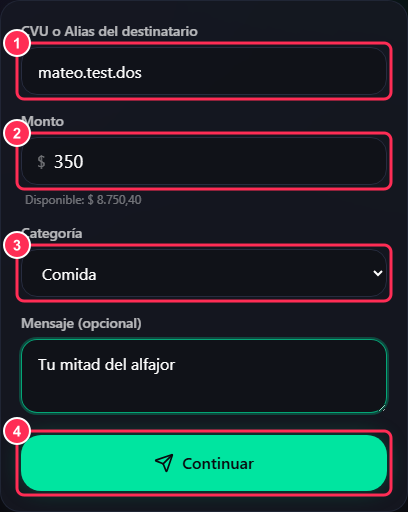 CVU o Alias del destinatario
1
mateo.test.dos
Monto
2
$ 350
Disponible: $ 8.750,40
Categoría
3
Comida
Mensaje (opcional)
Tu mitad del alfajor
4
Continuar